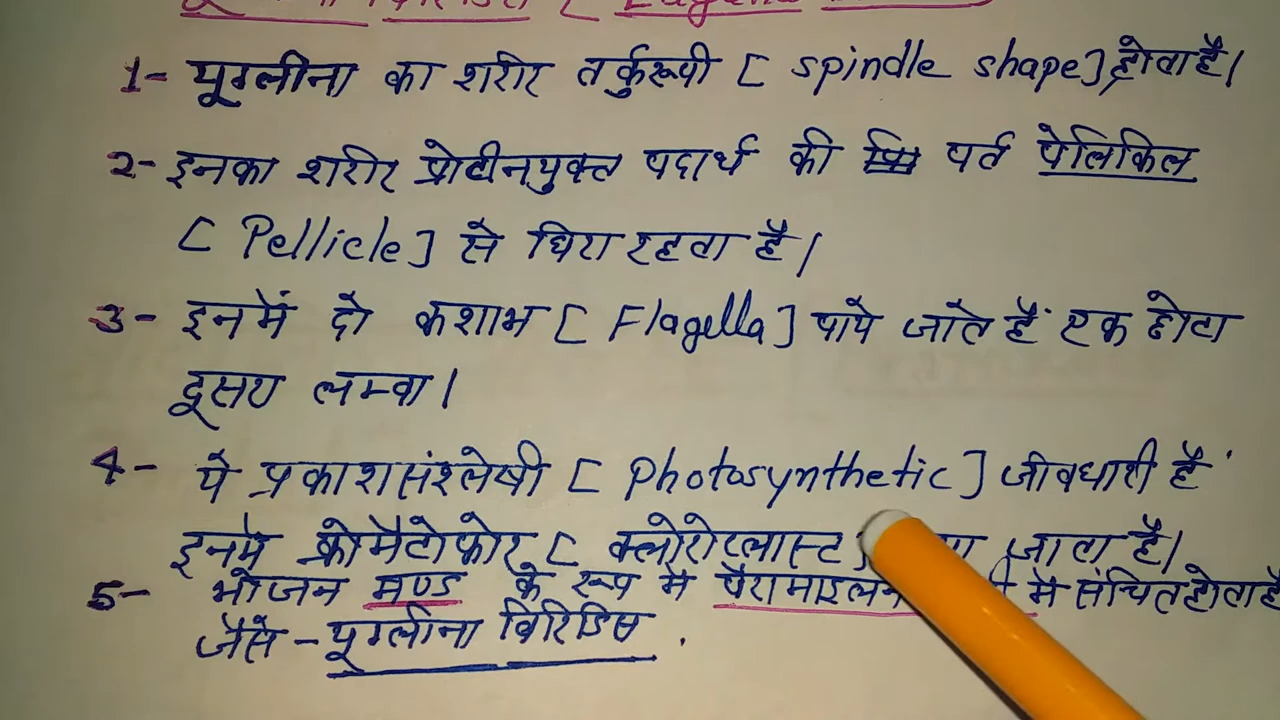 1- यूग्लीना का शरीर तर्कुरूपी [ spindle shape] होता है।
2- इनका शरीर प्रोटीनयुक्त पदार्थ की पर्त पेलिकिल
[ Pellicle] से घिरा रहता है।
3- इनमें दो कशाभ [ Flagella] पाये जाते हैं एक छोटा
दूसरा लम्बा।
4- ये प्रकाशसंश्लेषी [ Photosynthetic ] जीवधारी है
इनमे क्रोमैटोफोर [ क्लोरोप्लास्ट जाता है।
5- भोजन मण्ड के रूप में पैरामाइलम में संचित होता है
जैसे - यूग्लीना विरिडिस .